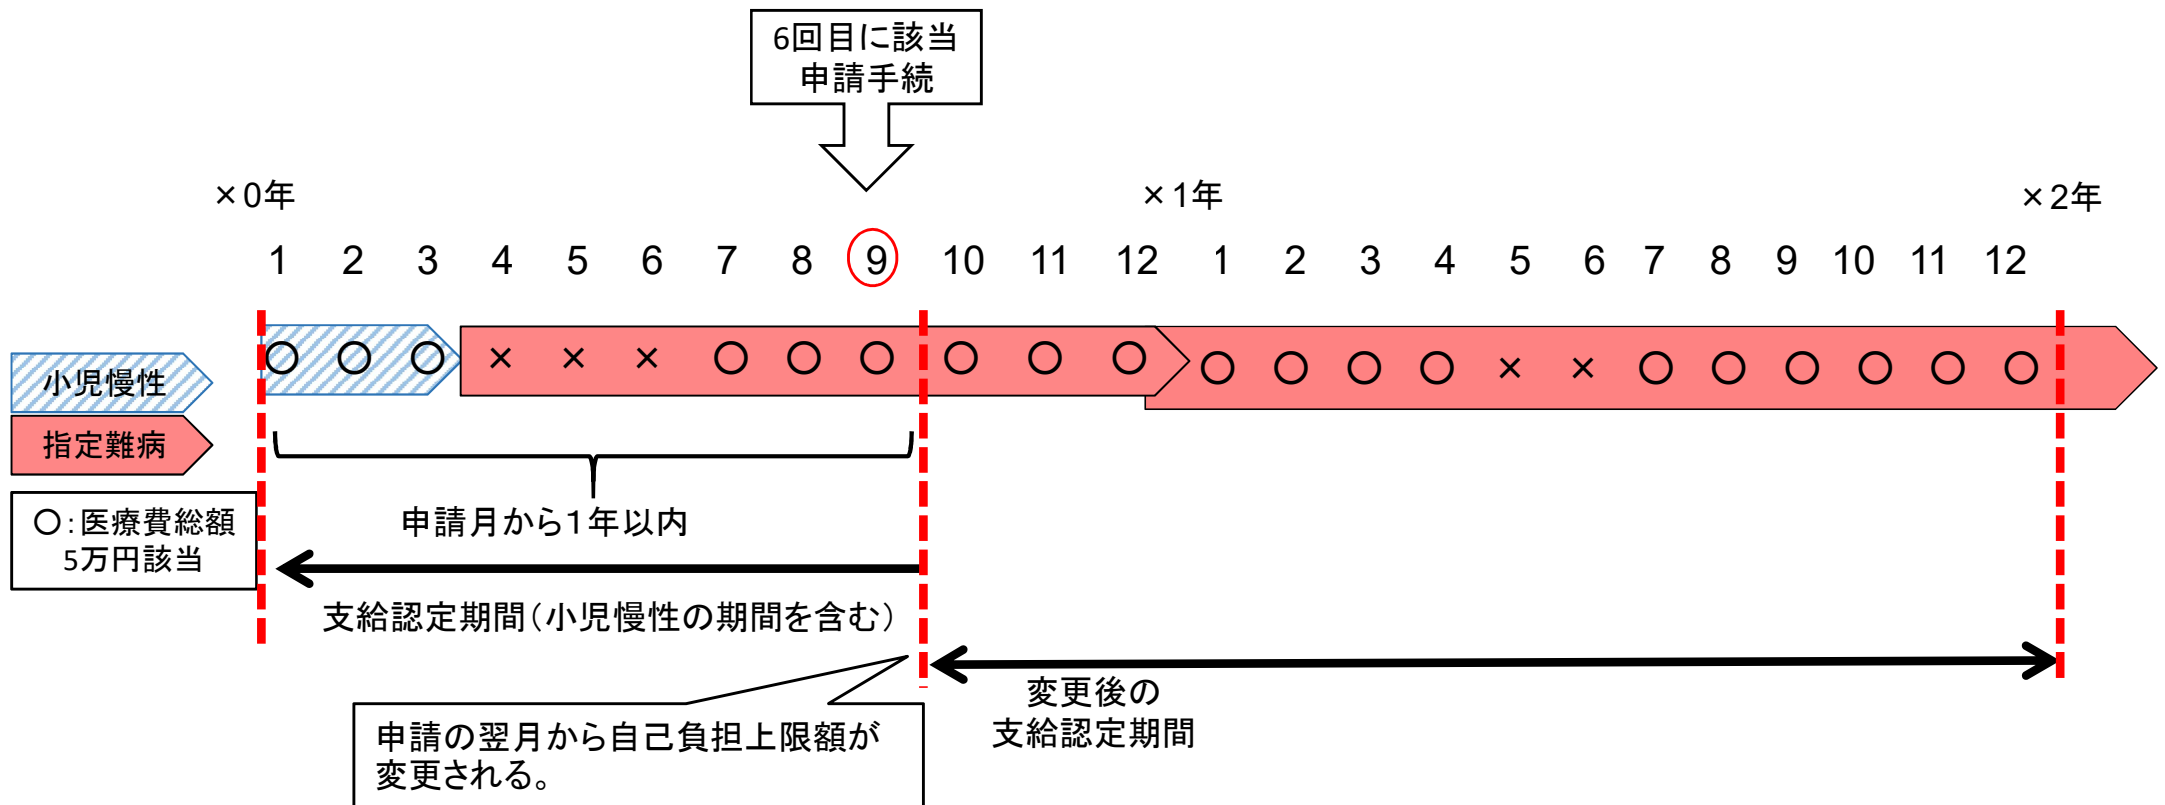 6回目に該当
申請手続
×0年
×1年
×2年
1 2 3 4 5 6 7 8 9 10 11 12 1 2 3 4 5 6 7 8 9 10 11 12
○ ○ ○ × × × ○ ○ ○ ○ ○ ○ ○ ○ ○ ○ × × ○ ○ ○ ○ ○ ○
小児慢性
指定難病
○:医療費総額
5万円該当
申請月から1年以内
支給認定期間(小児慢性の期間を含む)
変更後の
支給認定期間
申請の翌月から自己負担上限額が
変更される。